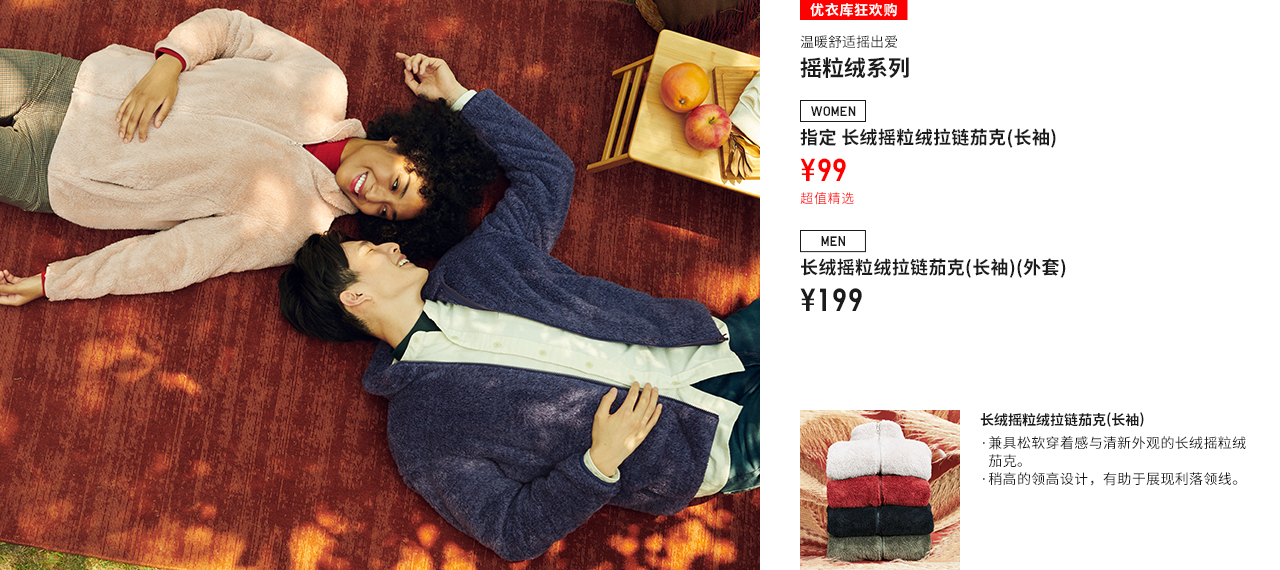 优衣库狂欢购
温暖舒适摇出爱
摇粒绒系列
WOMEN
指定 长绒摇粒绒拉链茄克(长袖)
¥99
超值精选
MEN
长绒摇粒绒拉链茄克(长袖)(外套)
¥199
长绒摇粒绒拉链茄克(长袖)
·兼具松软穿着感与清新外观的长绒摇粒绒
茄克。
·稍高的领高设计，有助于展现利落领线。